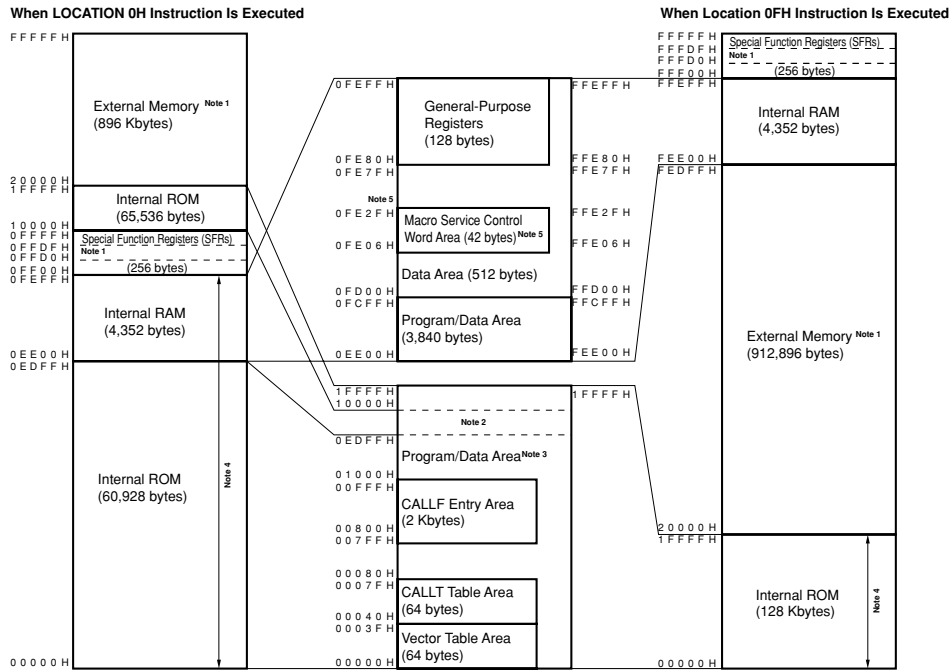 When LOCATION 0H Instruction Is Executed
When Location 0FH Instruction Is Executed
FFFFFH
External Memory Note 1
(896 Kbytes)
20000H
1FFFFH
Internal ROM
(65,536 bytes)
10000H
0FFFFH
0FFDFH
0FFD0H
0FF00H
0FEFFH
Special Function Registers (SFRs)
Note 1
(256 bytes)
Internal RAM
(4,352 bytes)
0EE00H
0EDFFH
Internal ROM
(60,928 bytes)
Note 4
00000H
0FEFFH
General-Purpose
Registers
(128 bytes)
FFEFFH
0FE80H
0FE7FH
FFE80H
FFE7FH
Note 5
0FE2FH
Macro Service Control
Word Area (42 bytes) Note 5
FFE2FH
0FE06H
FFE06H
Data Area (512 bytes)
0FD00H
0FCFFH
FFD00H
FFCFFH
Program/Data Area
(3,840 bytes)
0EE00H
FEE00H
1FFFFH
10000H
1FFFFH
Note 2
0EDFFH
Program/Data Area Note 3
01000H
00FFFH
CALLF Entry Area
(2 Kbytes)
00800H
007FFH
00080H
0007FH
CALLT Table Area
(64 bytes)
00040H
0003FH
Vector Table Area
(64 bytes)
00000H
FFFFFH
FFFDFH
FFFD0H
FFF00H
FFEFFH
Special Function Registers (SFRs)
Note 1
(256 bytes)
Internal RAM
(4,352 bytes)
FEE00H
FEDFFH
External Memory Note 1
(912,896 bytes)
20000H
1FFFFH
Internal ROM
(128 Kbytes)
Note 4
00000H